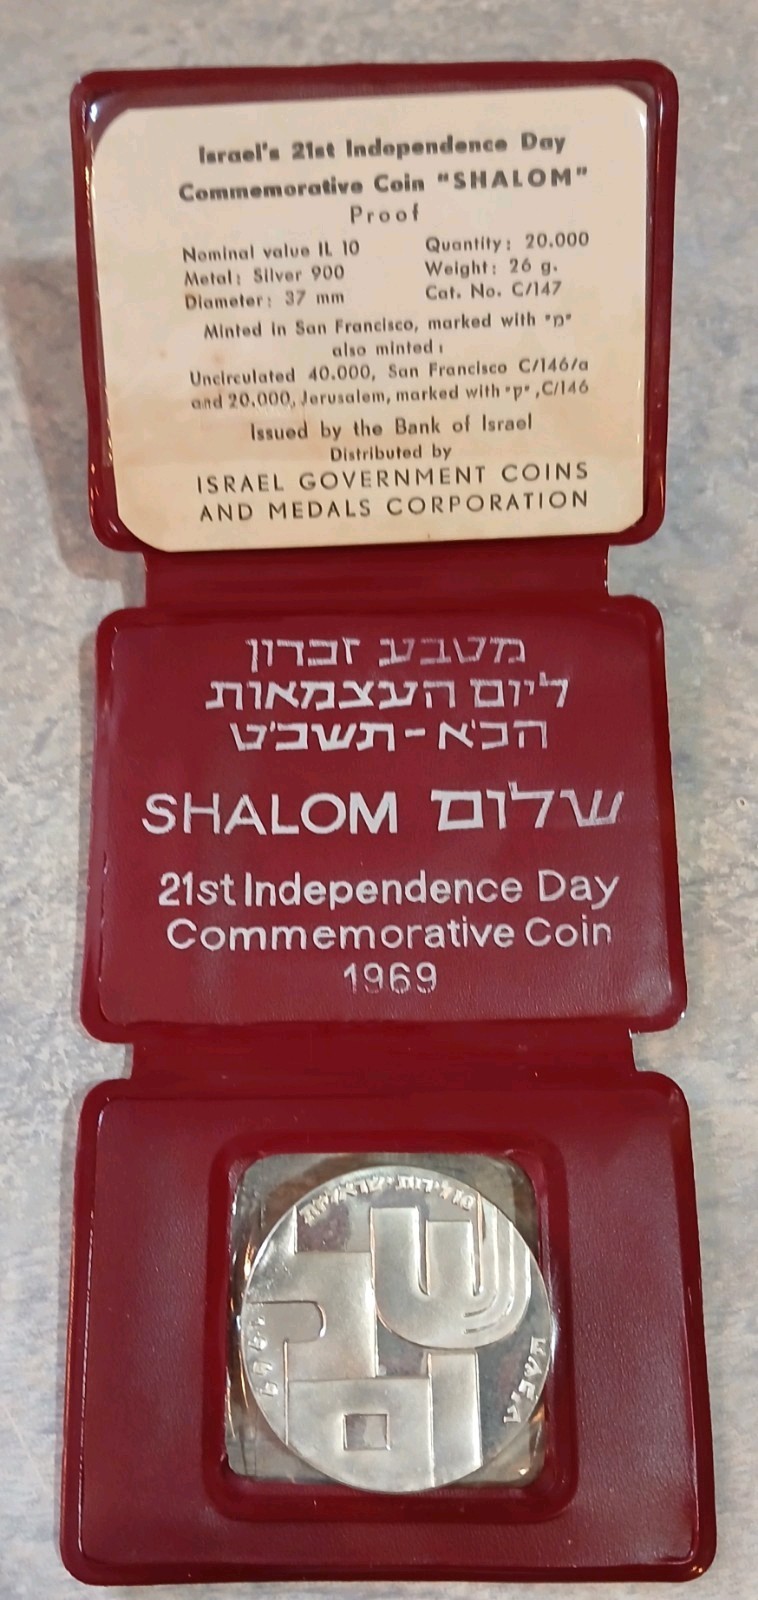 Israel's 21st Independence Day
Commemorative Coin "SHALOM"
Proof
Nominal value IL 10
Metal: Silver 900
Diameter: 37 mm
Quantity: 20.000
Weight: 26 g.
Cat. No. C/147
Minted in San Francisco, marked with "מ"
also minted:
Uncirculated 40.000, San Francisco C/146/a
and 20.000, Jerusalem, marked with "קי", C/146
Issued by the Bank of Israel
Distributed by
ISRAEL GOVERNMENT COINS
AND MEDALS CORPORATION
מטבע זכרון
ליום העצמאות
הכ'א-תשכ'ט
SHALOM שלום
21st Independence Day
Commemorative Coin
1969
שלום
1969